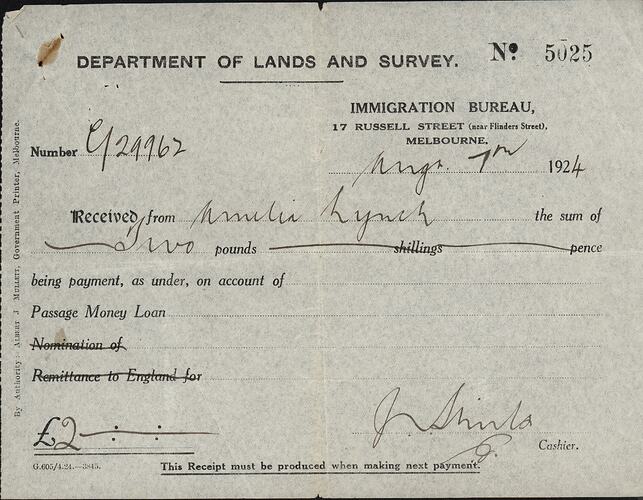 DEPARTMENT OF LANDS AND SURVEY. No. 5025
IMMIGRATION BUREAU,
17 RUSSELL STREET (near Flinders Street),
MELBOURNE.
Number C/29962
Augt. 7th 1924
Received from Amelia Lynch the sum of
Two pounds shillings pence
being payment, as under, on account of
Passage Money Loan
Nomination of
Remittance to England for
£2 : :
Cashier.
G.605/4.24.—3845.
This Receipt must be produced when making next payment.
By Authority: ALBERT J. MULLETT, Government Printer, Melbourne.